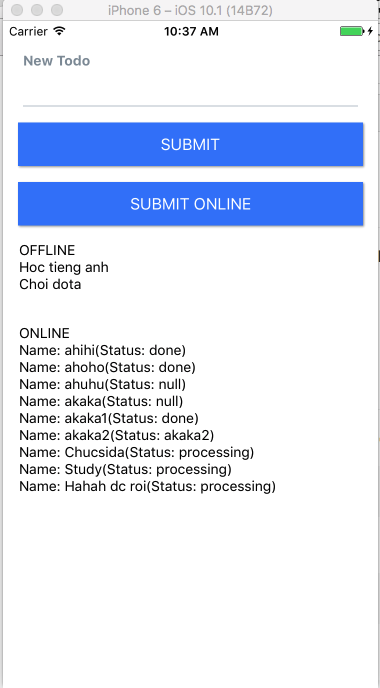 iPhone 6 – iOS 10.1 (14B72)
Carrier 10:37 AM
New Todo
SUBMIT
SUBMIT ONLINE
OFFLINE
Hoc tieng anh
Choi dota
ONLINE
Name: ahihi(Status: done)
Name: ahoho(Status: done)
Name: ahuhu(Status: null)
Name: akaka(Status: null)
Name: akaka1(Status: done)
Name: akaka2(Status: akaka2)
Name: Chucsida(Status: processing)
Name: Study(Status: processing)
Name: Hahah dc roi(Status: processing)